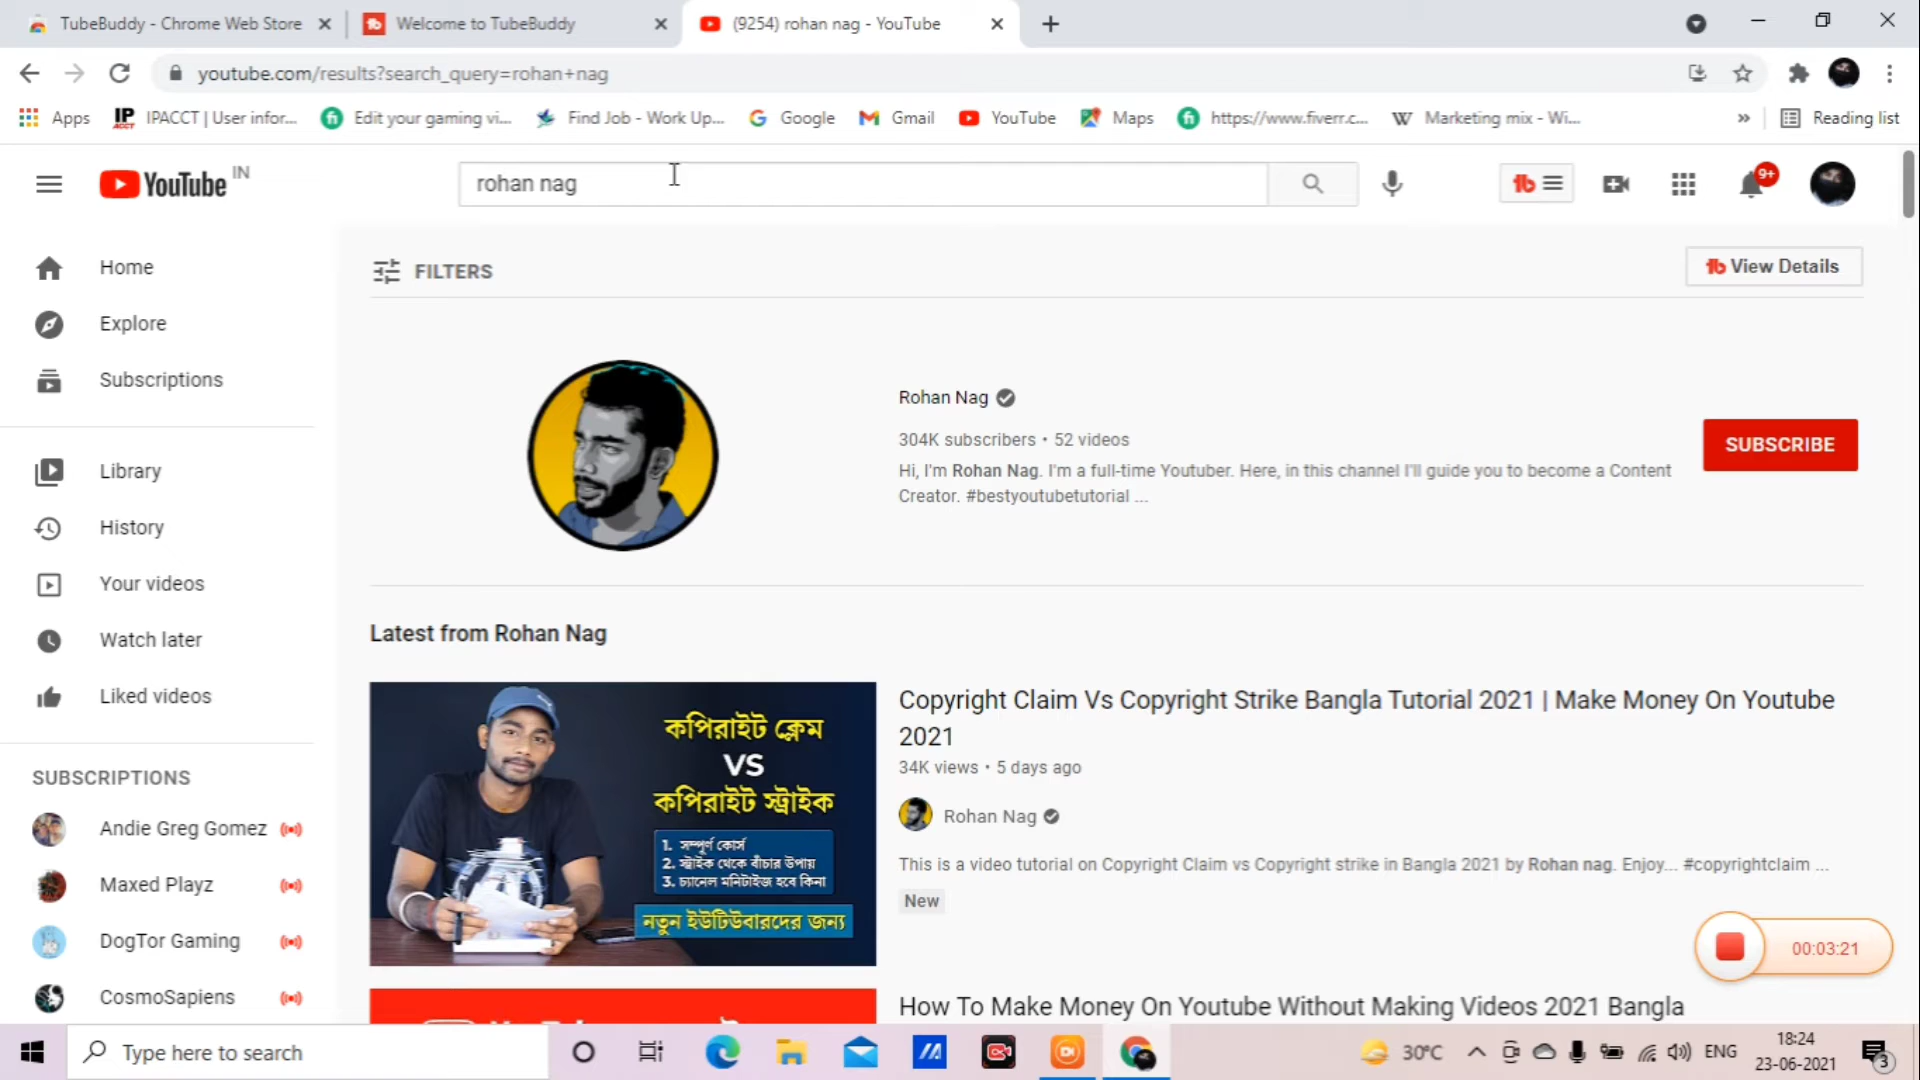 TubeBuddy - Chrome Web Store
Welcome to TubeBuddy
(9254) rohan nag - YouTube
youtube.com/results?search_query=rohan+nag
Apps
IPACCT | User infor...
Edit your gaming vi...
Find Job - Work Up...
Google
Gmail
YouTube
Maps
https://www.fiverr.c...
Marketing mix - Wi...
»
Reading list
YouTube IN
rohan nag
9+
Home
Explore
Subscriptions
Library
History
Your videos
Watch later
Liked videos
SUBSCRIPTIONS
Andie Greg Gomez
Maxed Playz
DogTor Gaming
CosmoSapiens
FILTERS
View Details
Rohan Nag
304K subscribers • 52 videos
Hi, I'm Rohan Nag. I'm a full-time Youtuber. Here, in this channel I'll guide you to become a Content
Creator. #bestyoutubetutorial ...
SUBSCRIBE
Latest from Rohan Nag
কপিরাইট ক্লেম
VS
কপিরাইট স্ট্রাইক
1. সম্পূর্ণ কোর্স
2. স্ট্রাইক থেকে বাঁচার উপায়
3. চ্যানেল মনিটাইজ হবে কিনা
নতুন ইউটিউবারদের জন্য
Copyright Claim Vs Copyright Strike Bangla Tutorial 2021 | Make Money On Youtube
2021
34K views • 5 days ago
Rohan Nag
This is a video tutorial on Copyright Claim vs Copyright strike in Bangla 2021 by Rohan nag. Enjoy... #copyrightclaim ...
New
00:03:21
How To Make Money On Youtube Without Making Videos 2021 Bangla
Type here to search
30°C
ENG
18:24
23-06-2021
3